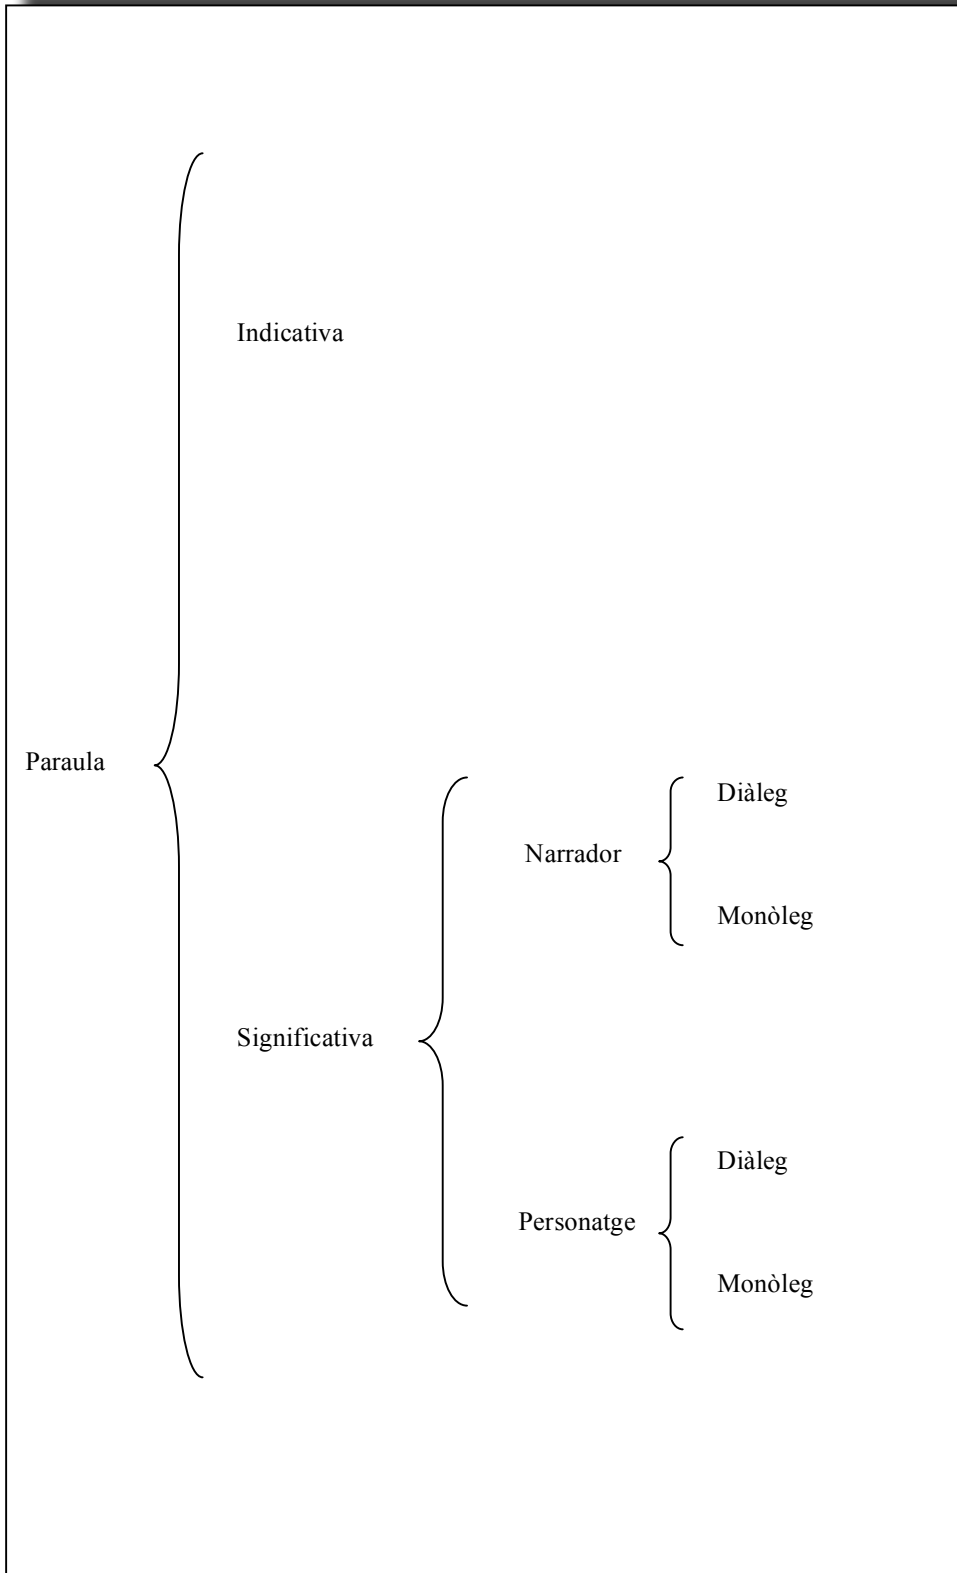 Indicativa
Paraula
Diàleg
Narrador
Monòleg
Significativa
Diàleg
Personatge
Monòleg